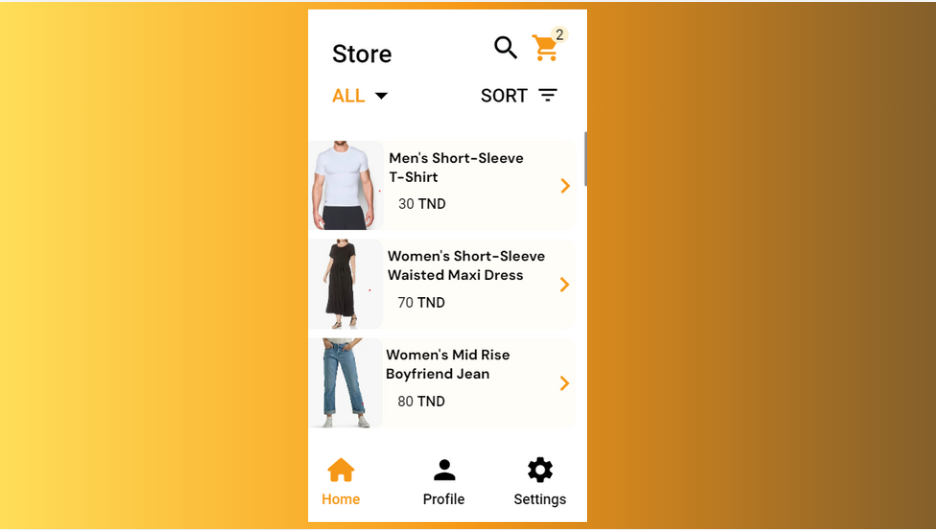 Store
2
ALL
SORT
Men's Short-Sleeve
T-Shirt
30 TND
Women's Short-Sleeve
Waisted Maxi Dress
70 TND
Women's Mid Rise
Boyfriend Jean
80 TND
Home
Profile
Settings